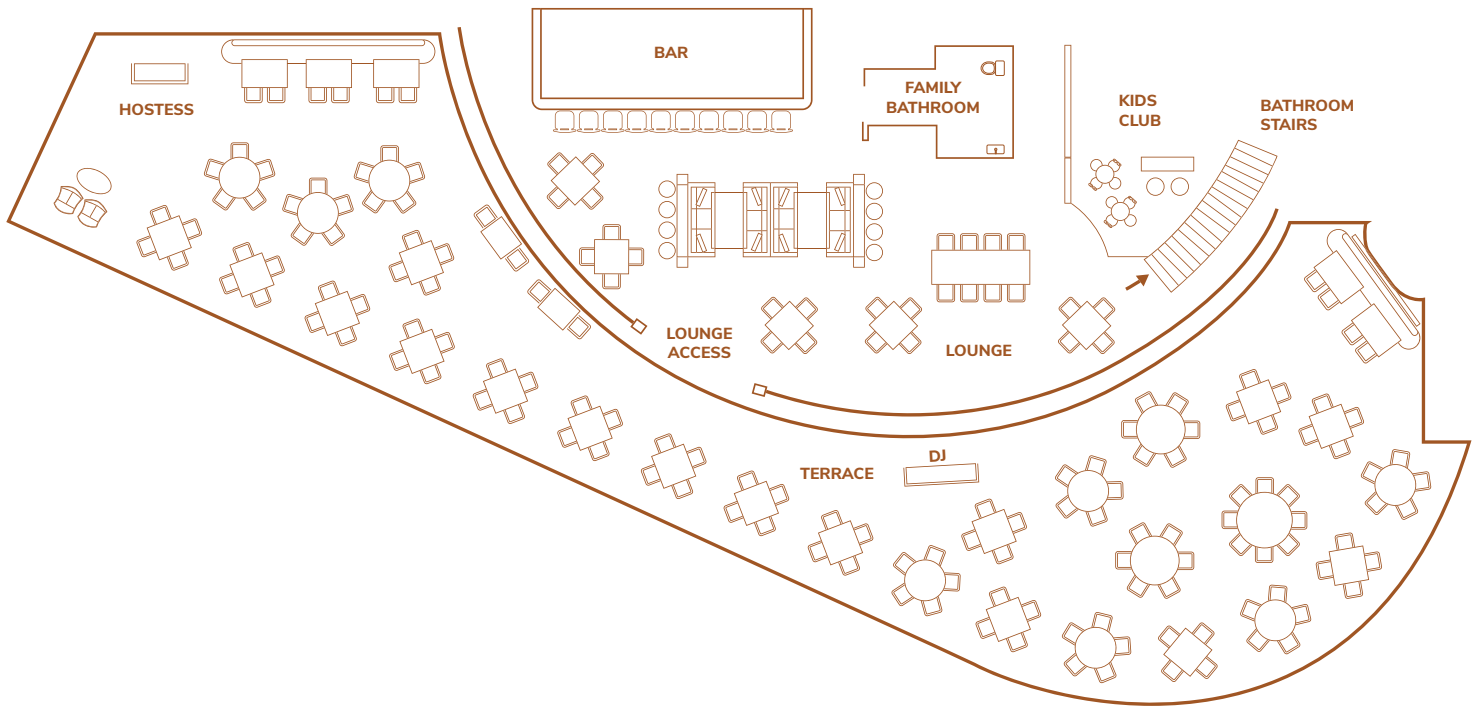 BAR
HOSTESS
FAMILY
BATHROOM
KIDS
CLUB
BATHROOM
STAIRS
LOUNGE
ACCESS
LOUNGE
TERRACE
DJ